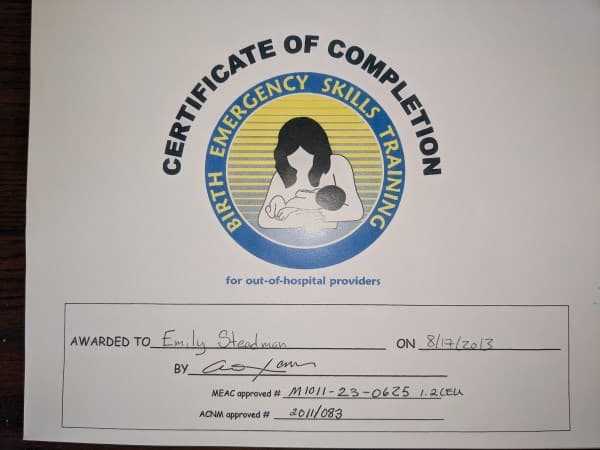 CERTIFICATE OF COMPLETION
BIRTH EMERGENCY SKILLS TRAINING
for out-of-hospital providers
AWARDED TO Emily Steadman ON 8/17/2013
BY
MEAC approved # M1011-23-0625 1.2CEU
ACNM approved # 2011/083